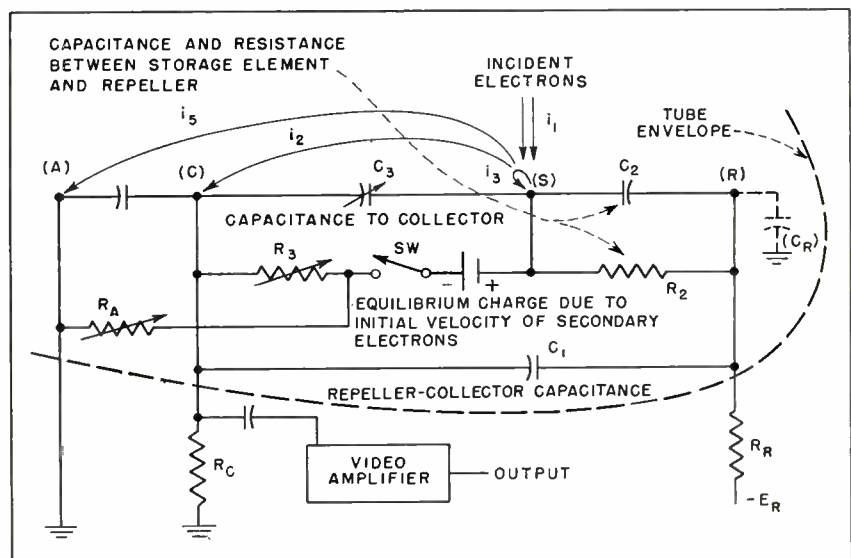 CAPACITANCE AND RESISTANCE
BETWEEN STORAGE ELEMENT
AND REPELLER
INCIDENT
ELECTRONS
i1
TUBE
ENVELOPE
i5
i2
i3
(A)
(C)
C3
(S)
C2
(R)
(CR)
CAPACITANCE TO COLLECTOR
R3
SW
- +
R2
RA
EQUILIBRIUM CHARGE DUE TO
INITIAL VELOCITY OF SECONDARY
ELECTRONS
C1
REPELLER-COLLECTOR CAPACITANCE
RC
VIDEO
AMPLIFIER
OUTPUT
RR
-ER